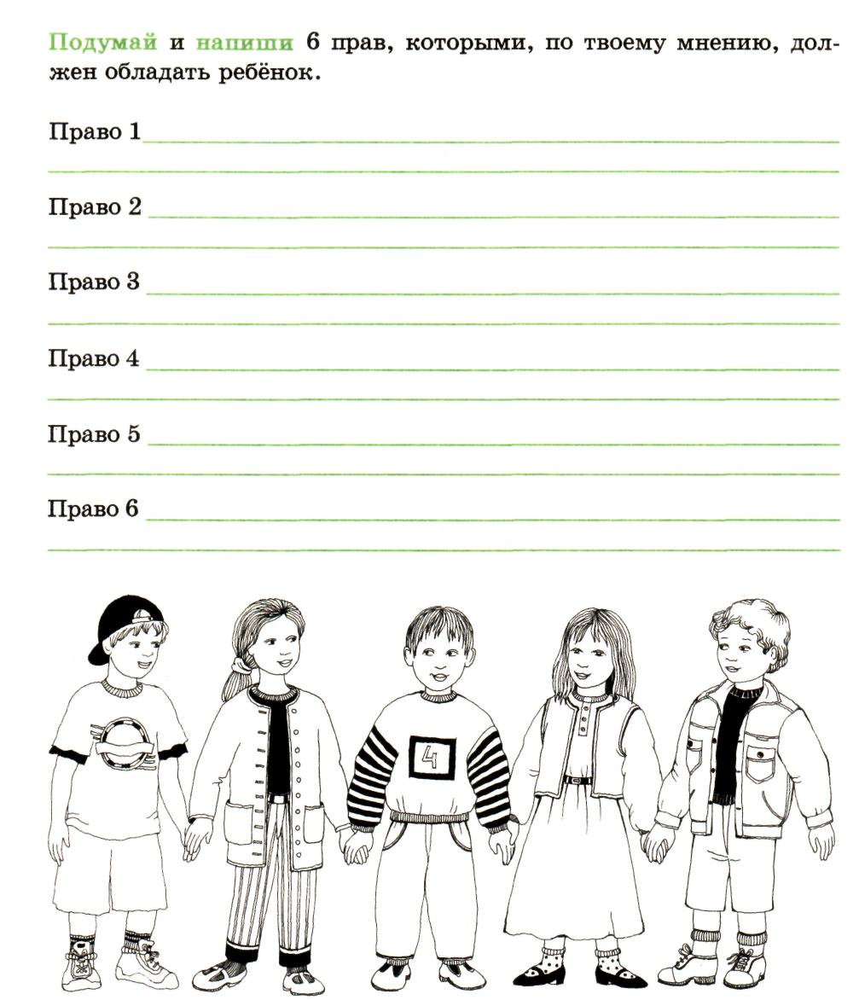 Подумай и напиши 6 прав, которыми, по твоему мнению, дол-
жен обладать ребёнок.
Право 1
Право 2
Право 3
Право 4
Право 5
Право 6
4